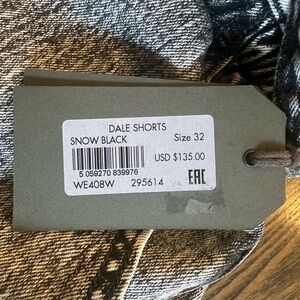 DALE SHORTS
SNOW BLACK Size 32
USD $135.00
5 059270 839976
WE408W 295614 EAC